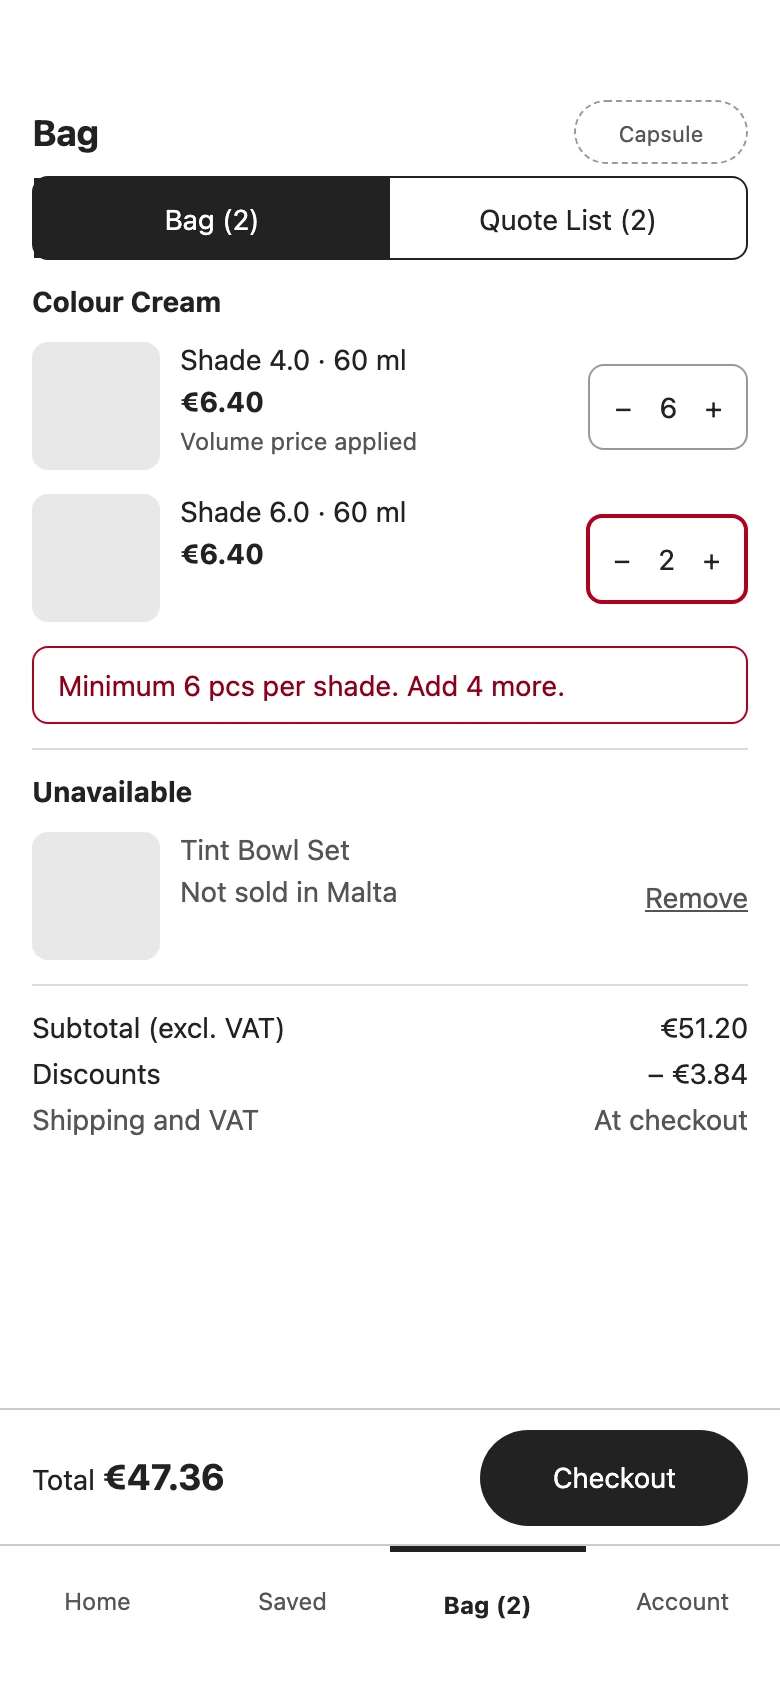 Bag
Capsule
Bag (2)
Quote List (2)
Colour Cream
Shade 4.0 · 60 ml
€6.40
Volume price applied
– 6 +
Shade 6.0 · 60 ml
€6.40
– 2 +
Minimum 6 pcs per shade. Add 4 more.
Unavailable
Tint Bowl Set
Not sold in Malta
Remove
Subtotal (excl. VAT) €51.20
Discounts – €3.84
Shipping and VAT At checkout
Total €47.36
Checkout
Home
Saved
Bag (2)
Account